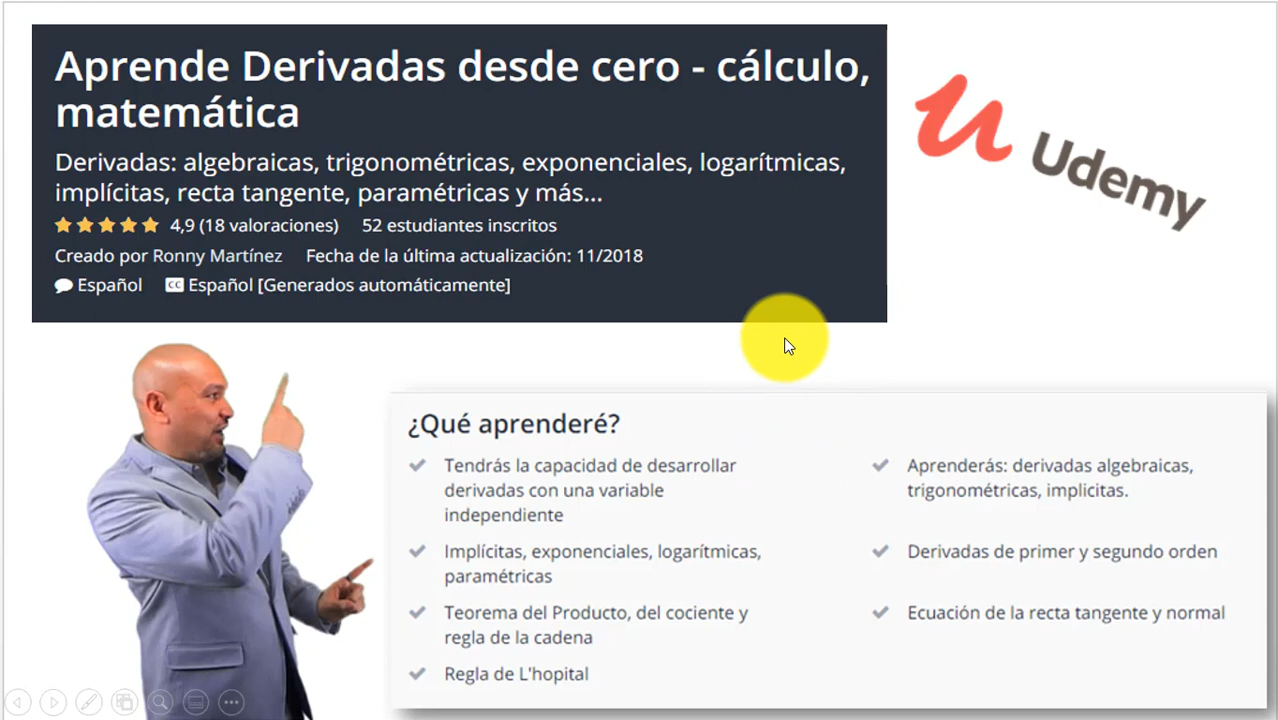 Aprende Derivadas desde cero - cálculo,
matemática
Derivadas: algebraicas, trigonométricas, exponenciales, logarítmicas,
implícitas, recta tangente, paramétricas y más...
4,9 (18 valoraciones) 52 estudiantes inscritos
Creado por Ronny Martínez Fecha de la última actualización: 11/2018
Español CC Español [Generados automáticamente]
Udemy
¿Qué aprenderé?
Tendrás la capacidad de desarrollar
derivadas con una variable
independiente
Implícitas, exponenciales, logarítmicas,
paramétricas
Teorema del Producto, del cociente y
regla de la cadena
Regla de L'hopital
Aprenderás: derivadas algebraicas,
trigonométricas, implicitas.
Derivadas de primer y segundo orden
Ecuación de la recta tangente y normal